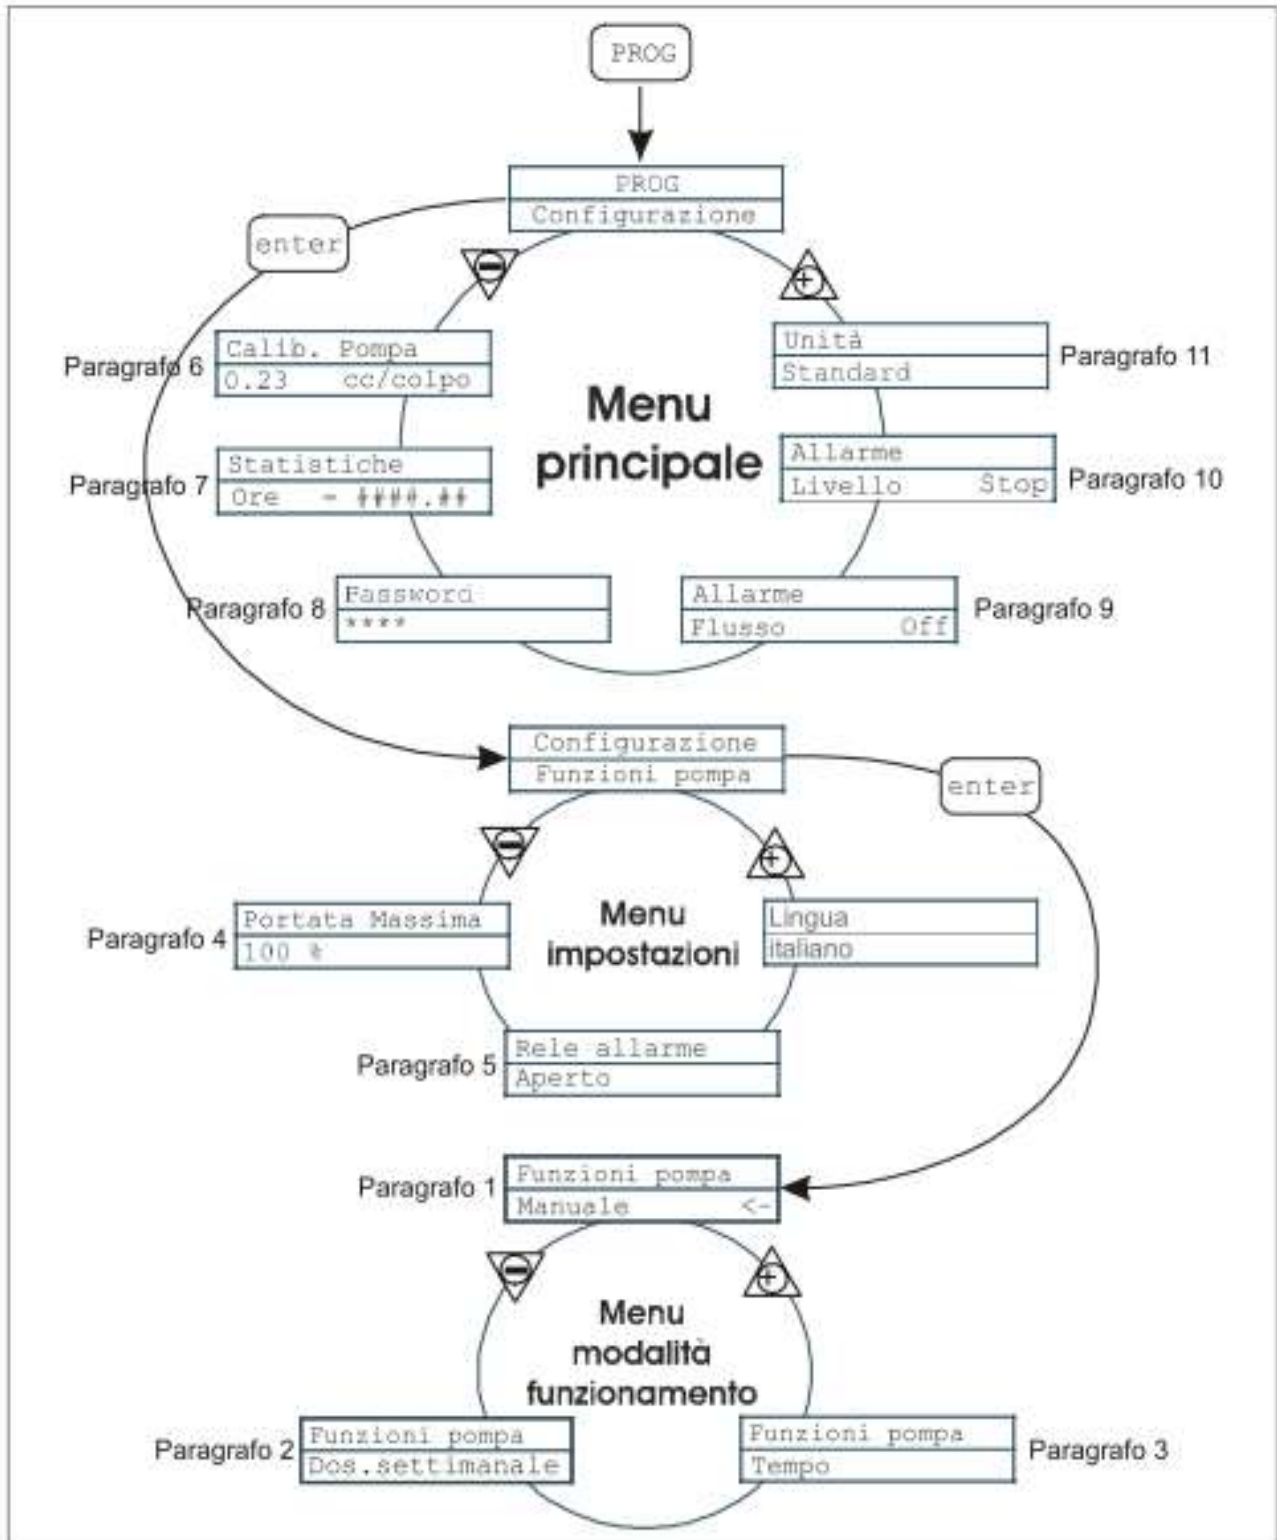 PROG
PROG
Configurazione
enter
Calib. Pompa
0.23 cc/colpo
Paragrafo 6
Unità
Standard
Paragrafo 11
Menu
principale
Statistiche
Ore - ####.##
Paragrafo 7
Allarme
Livello Stop
Paragrafo 10
Paragrafo 8
Password
****
Allarme
Flusso Off
Paragrafo 9
Configurazione
Funzioni pompa
enter
Paragrafo 4
Portata Massima
100 %
Menu
impostazioni
Lingua
italiano
Paragrafo 5
Rele allarme
Aperto
Paragrafo 1
Funzioni pompa
Manuale <-
Menu
modalità
funzionamento
Paragrafo 2
Funzioni pompa
Dos.settimanale
Funzioni pompa
Tempo
Paragrafo 3